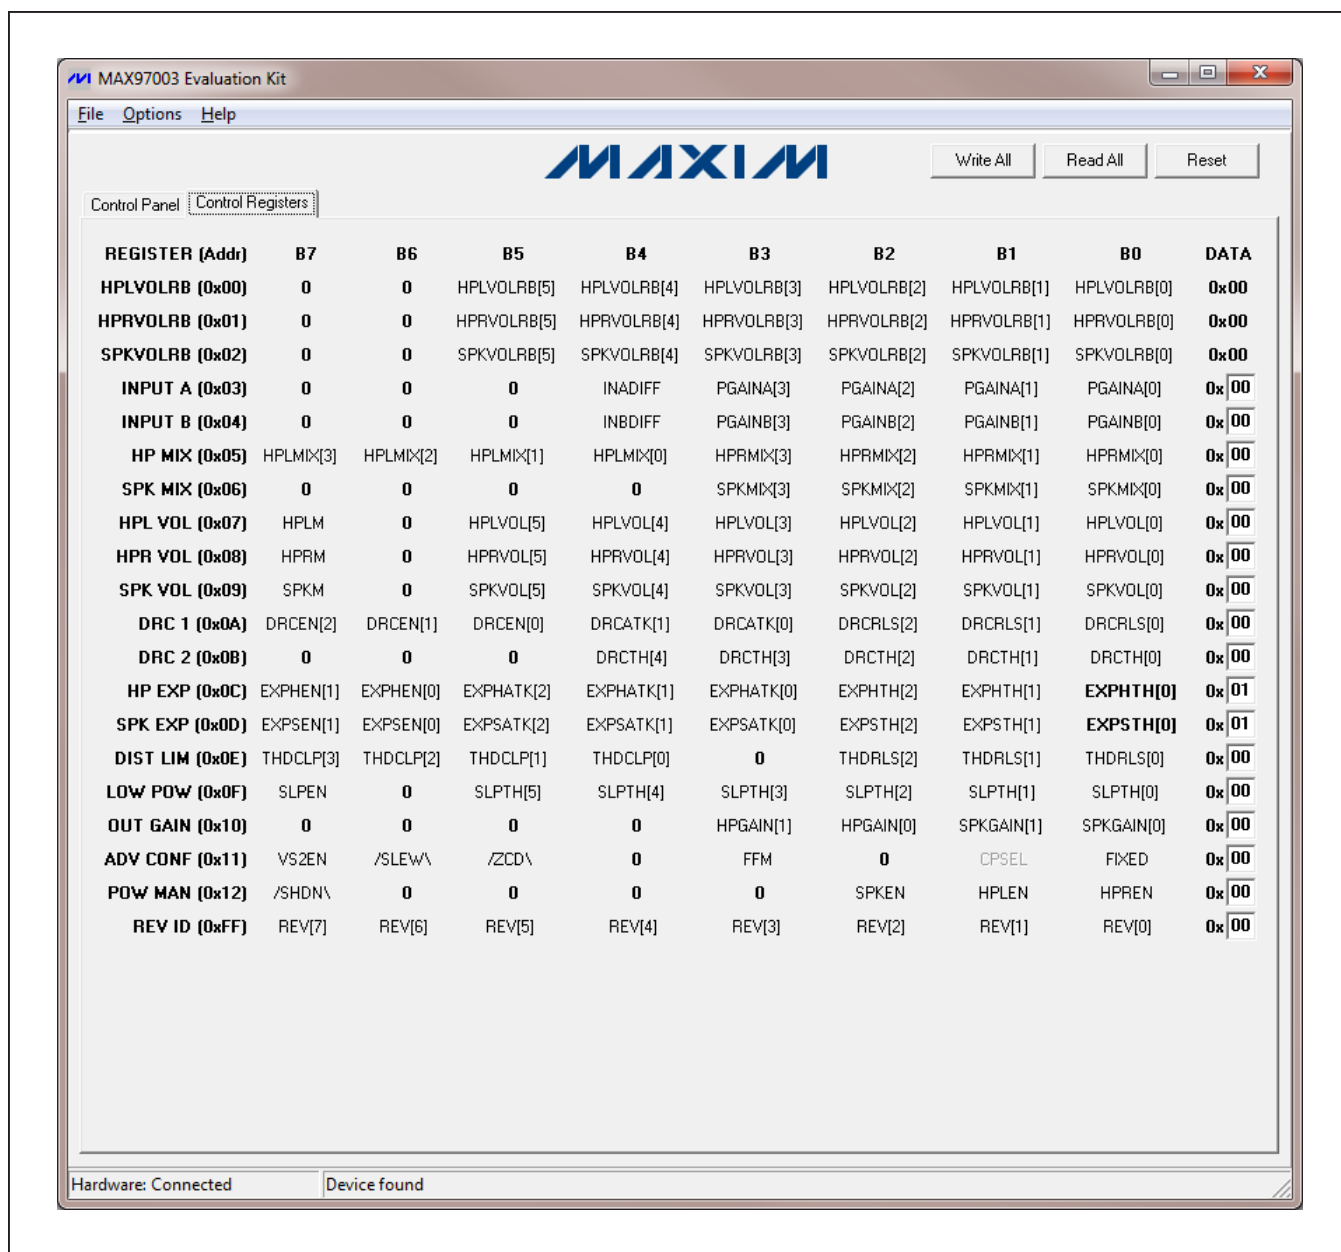 MAX97003 Evaluation Kit
File Options Help
MAXIM Write All Read All Reset
Control Panel Control Registers
REGISTER (Addr) B7 B6 B5 B4 B3 B2 B1 B0 DATA
HPLVOLRB (0x00) 0 0 HPLVOLRB[5] HPLVOLRB[4] HPLVOLRB[3] HPLVOLRB[2] HPLVOLRB[1] HPLVOLRB[0] 0x00
HPRVOLRB (0x01) 0 0 HPRVOLRB[5] HPRVOLRB[4] HPRVOLRB[3] HPRVOLRB[2] HPRVOLRB[1] HPRVOLRB[0] 0x00
SPKVOLRB (0x02) 0 0 SPKVOLRB[5] SPKVOLRB[4] SPKVOLRB[3] SPKVOLRB[2] SPKVOLRB[1] SPKVOLRB[0] 0x00
INPUT A (0x03) 0 0 0 INADIFF PGAINA[3] PGAINA[2] PGAINA[1] PGAINA[0] 0x 00
INPUT B (0x04) 0 0 0 INBDIFF PGAINB[3] PGAINB[2] PGAINB[1] PGAINB[0] 0x 00
HP MIX (0x05) HPLMIX[3] HPLMIX[2] HPLMIX[1] HPLMIX[0] HPRMIX[3] HPRMIX[2] HPRMIX[1] HPRMIX[0] 0x 00
SPK MIX (0x06) 0 0 0 0 SPKMIX[3] SPKMIX[2] SPKMIX[1] SPKMIX[0] 0x 00
HPL VOL (0x07) HPLM 0 HPLVOL[5] HPLVOL[4] HPLVOL[3] HPLVOL[2] HPLVOL[1] HPLVOL[0] 0x 00
HPR VOL (0x08) HPRM 0 HPRVOL[5] HPRVOL[4] HPRVOL[3] HPRVOL[2] HPRVOL[1] HPRVOL[0] 0x 00
SPK VOL (0x09) SPKM 0 SPKVOL[5] SPKVOL[4] SPKVOL[3] SPKVOL[2] SPKVOL[1] SPKVOL[0] 0x 00
DRC 1 (0x0A) DRCEN[2] DRCEN[1] DRCEN[0] DRCATK[1] DRCATK[0] DRCRLS[2] DRCRLS[1] DRCRLS[0] 0x 00
DRC 2 (0x0B) 0 0 0 DRCTH[4] DRCTH[3] DRCTH[2] DRCTH[1] DRCTH[0] 0x 00
HP EXP (0x0C) EXPHEN[1] EXPHEN[0] EXPHATK[2] EXPHATK[1] EXPHATK[0] EXPHTH[2] EXPHTH[1] EXPHTH[0] 0x 01
SPK EXP (0x0D) EXPSEN[1] EXPSEN[0] EXPSATK[2] EXPSATK[1] EXPSATK[0] EXPSTH[2] EXPSTH[1] EXPSTH[0] 0x 01
DIST LIM (0x0E) THDCLP[3] THDCLP[2] THDCLP[1] THDCLP[0] 0 THDRLS[2] THDRLS[1] THDRLS[0] 0x 00
LOW POW (0x0F) SLPEN 0 SLPTH[5] SLPTH[4] SLPTH[3] SLPTH[2] SLPTH[1] SLPTH[0] 0x 00
OUT GAIN (0x10) 0 0 0 0 HPGAIN[1] HPGAIN[0] SPKGAIN[1] SPKGAIN[0] 0x 00
ADV CONF (0x11) VS2EN /SLEW\ /ZCD\ 0 FFM 0 CPSEL FIXED 0x 00
POW MAN (0x12) /SHDN\ 0 0 0 0 SPKEN HPLEN HPREN 0x 00
REV ID (0xFF) REV[7] REV[6] REV[5] REV[4] REV[3] REV[2] REV[1] REV[0] 0x 00
Hardware: Connected Device found